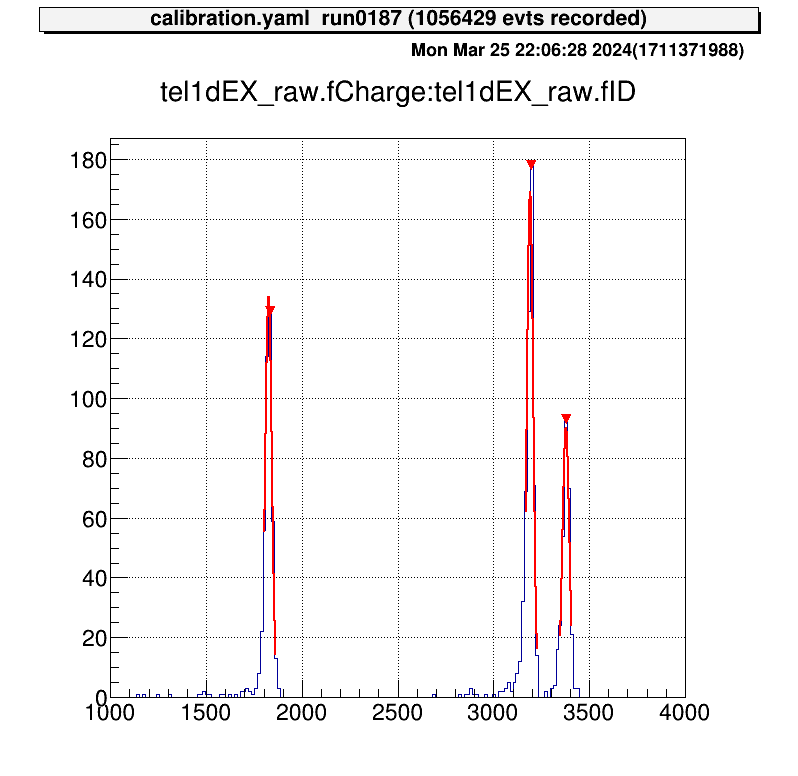 calibration.yaml run0187 (1056429 evts recorded)
Mon Mar 25 22:06:28 2024(1711371988)
tel1dEX_raw.fCharge:tel1dEX_raw.fID
180
160
140
120
100
80
60
40
20
0
1000 1500 2000 2500 3000 3500 4000